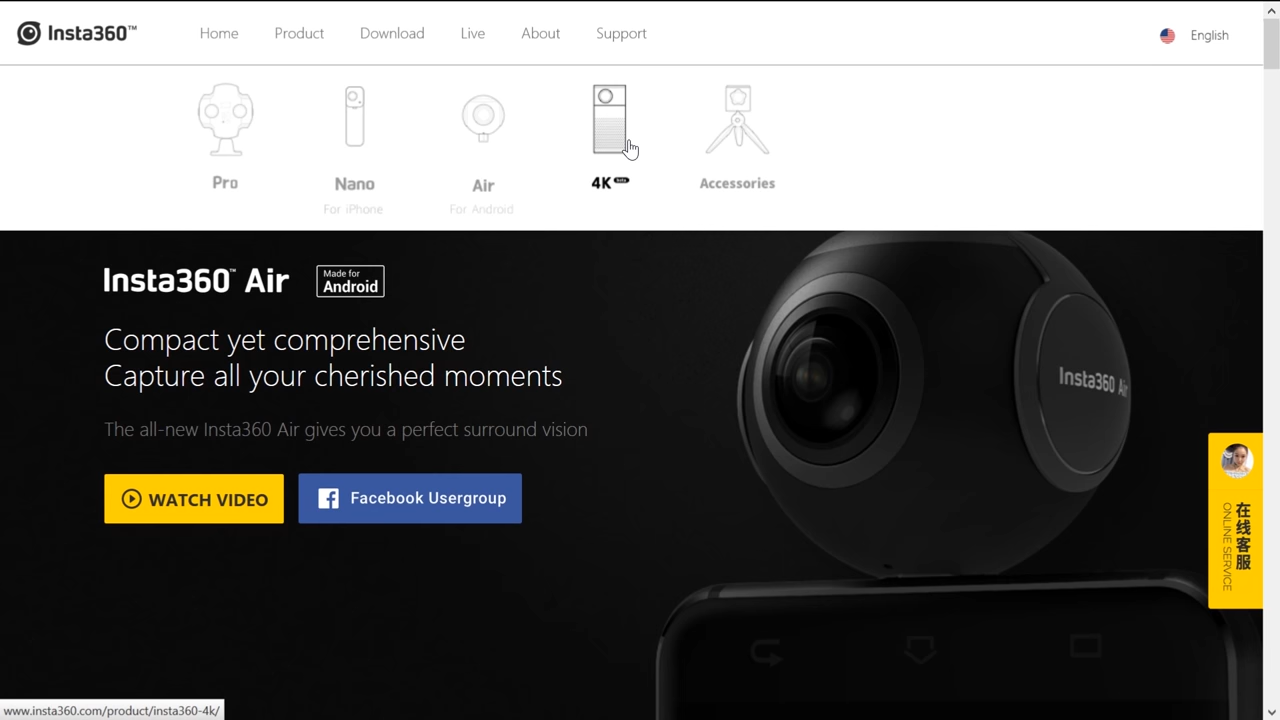 Insta360™
Home Product Download Live About Support
English
Pro Nano Air 4K beta Accessories
For iPhone For Android
Insta360™ Air Made for Android
Compact yet comprehensive
Capture all your cherished moments
The all-new Insta360 Air gives you a perfect surround vision
WATCH VIDEO Facebook Usergroup
Insta360 Air
在线客服
ONLINE SERVICE
www.insta360.com/product/insta360-4k/